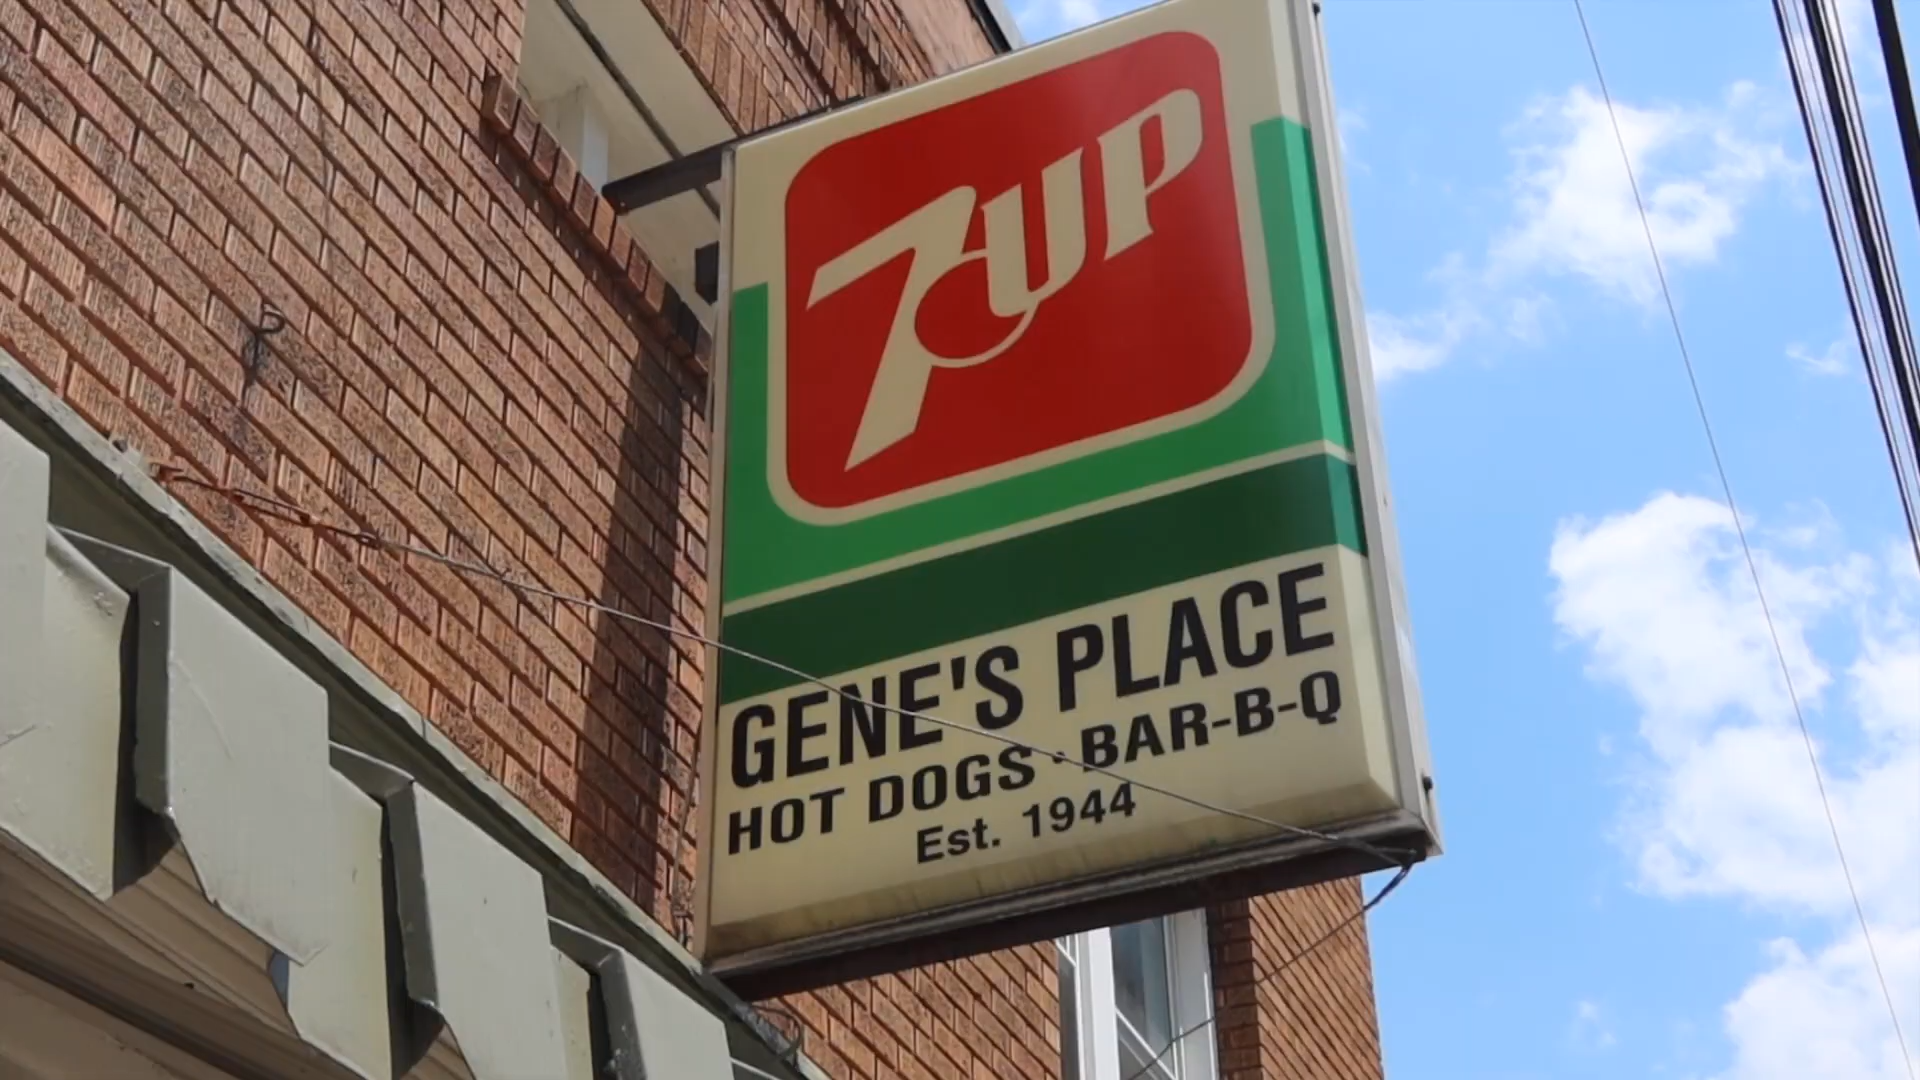 7UP
GENE'S PLACE
HOT DOGS · BAR-B-Q
Est. 1944